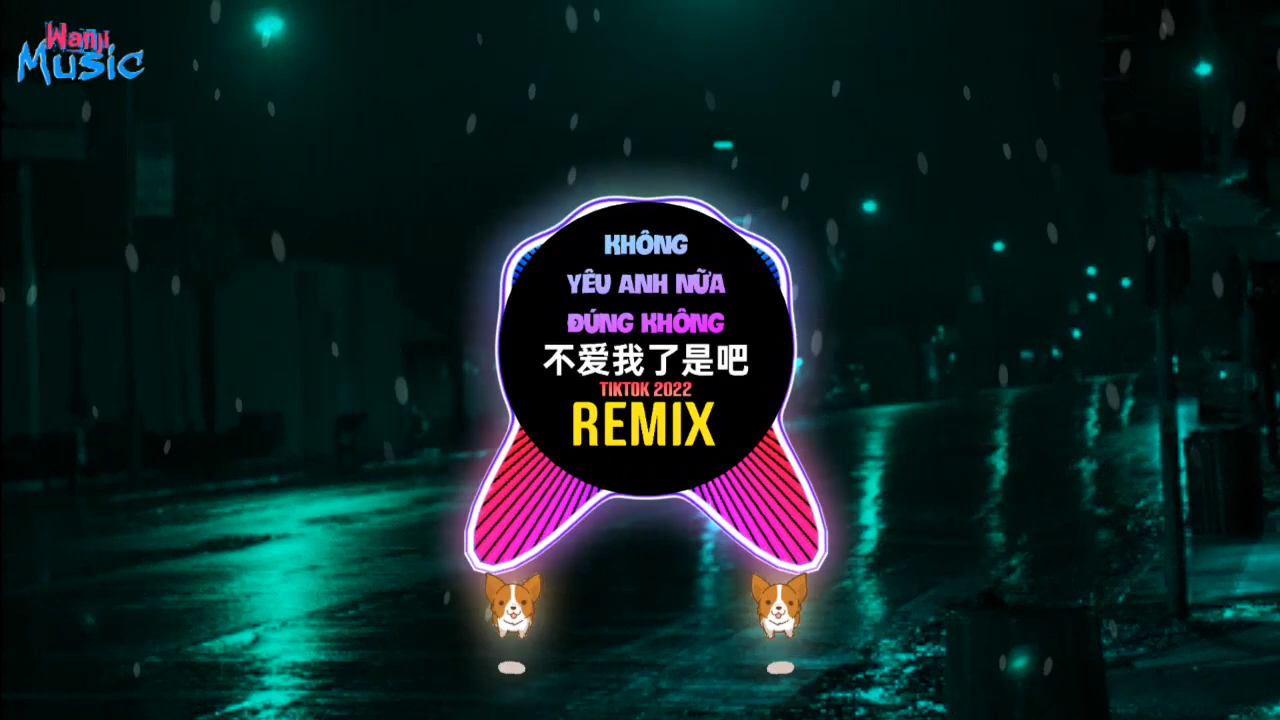 Wanji
Music
KHÔNG
YÊU ANH NỮA
ĐÚNG KHÔNG
不爱我了是吧
TIKTOK 2022
REMIX